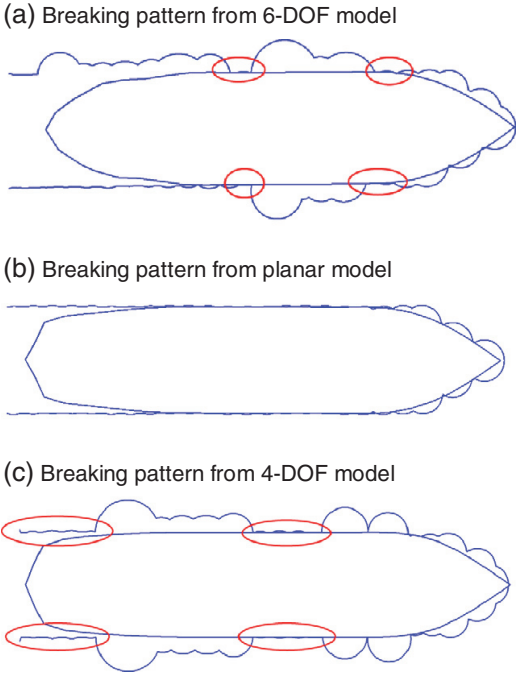 (a) Breaking pattern from 6-DOF model
(b) Breaking pattern from planar model
(c) Breaking pattern from 4-DOF model